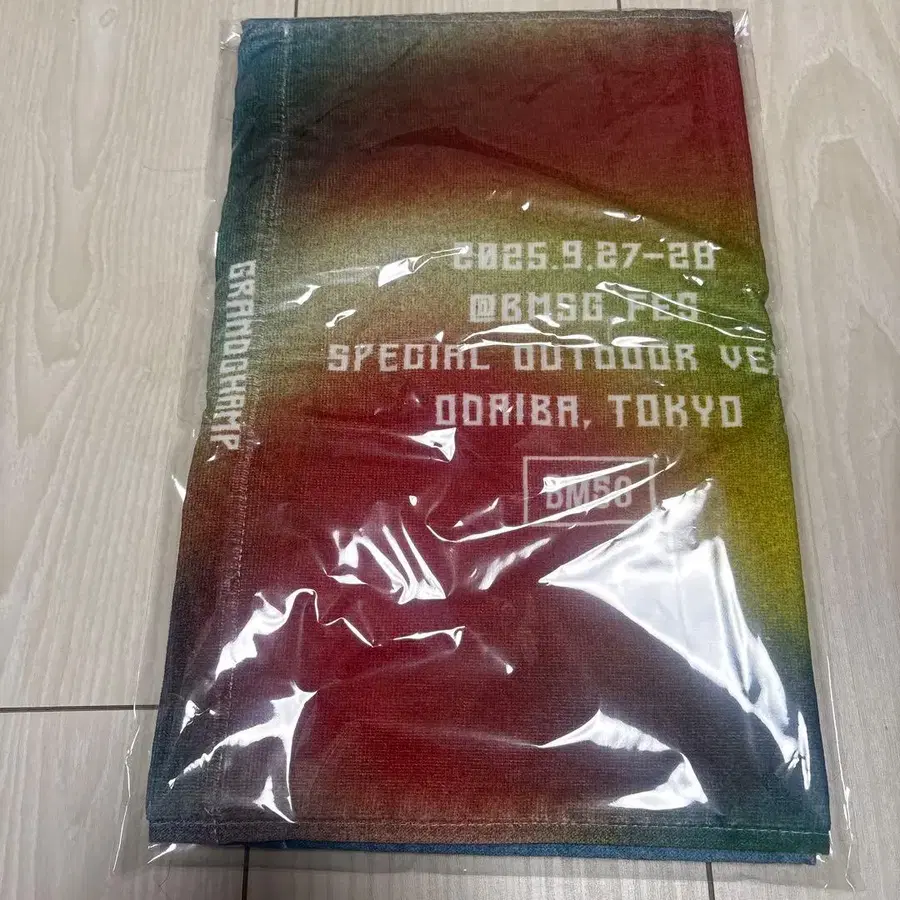 2025.9.27-28
@BMSG FES
SPECIAL OUTDOOR VE
ODAIBA, TOKYO
BMSG
GRANDCHAMP